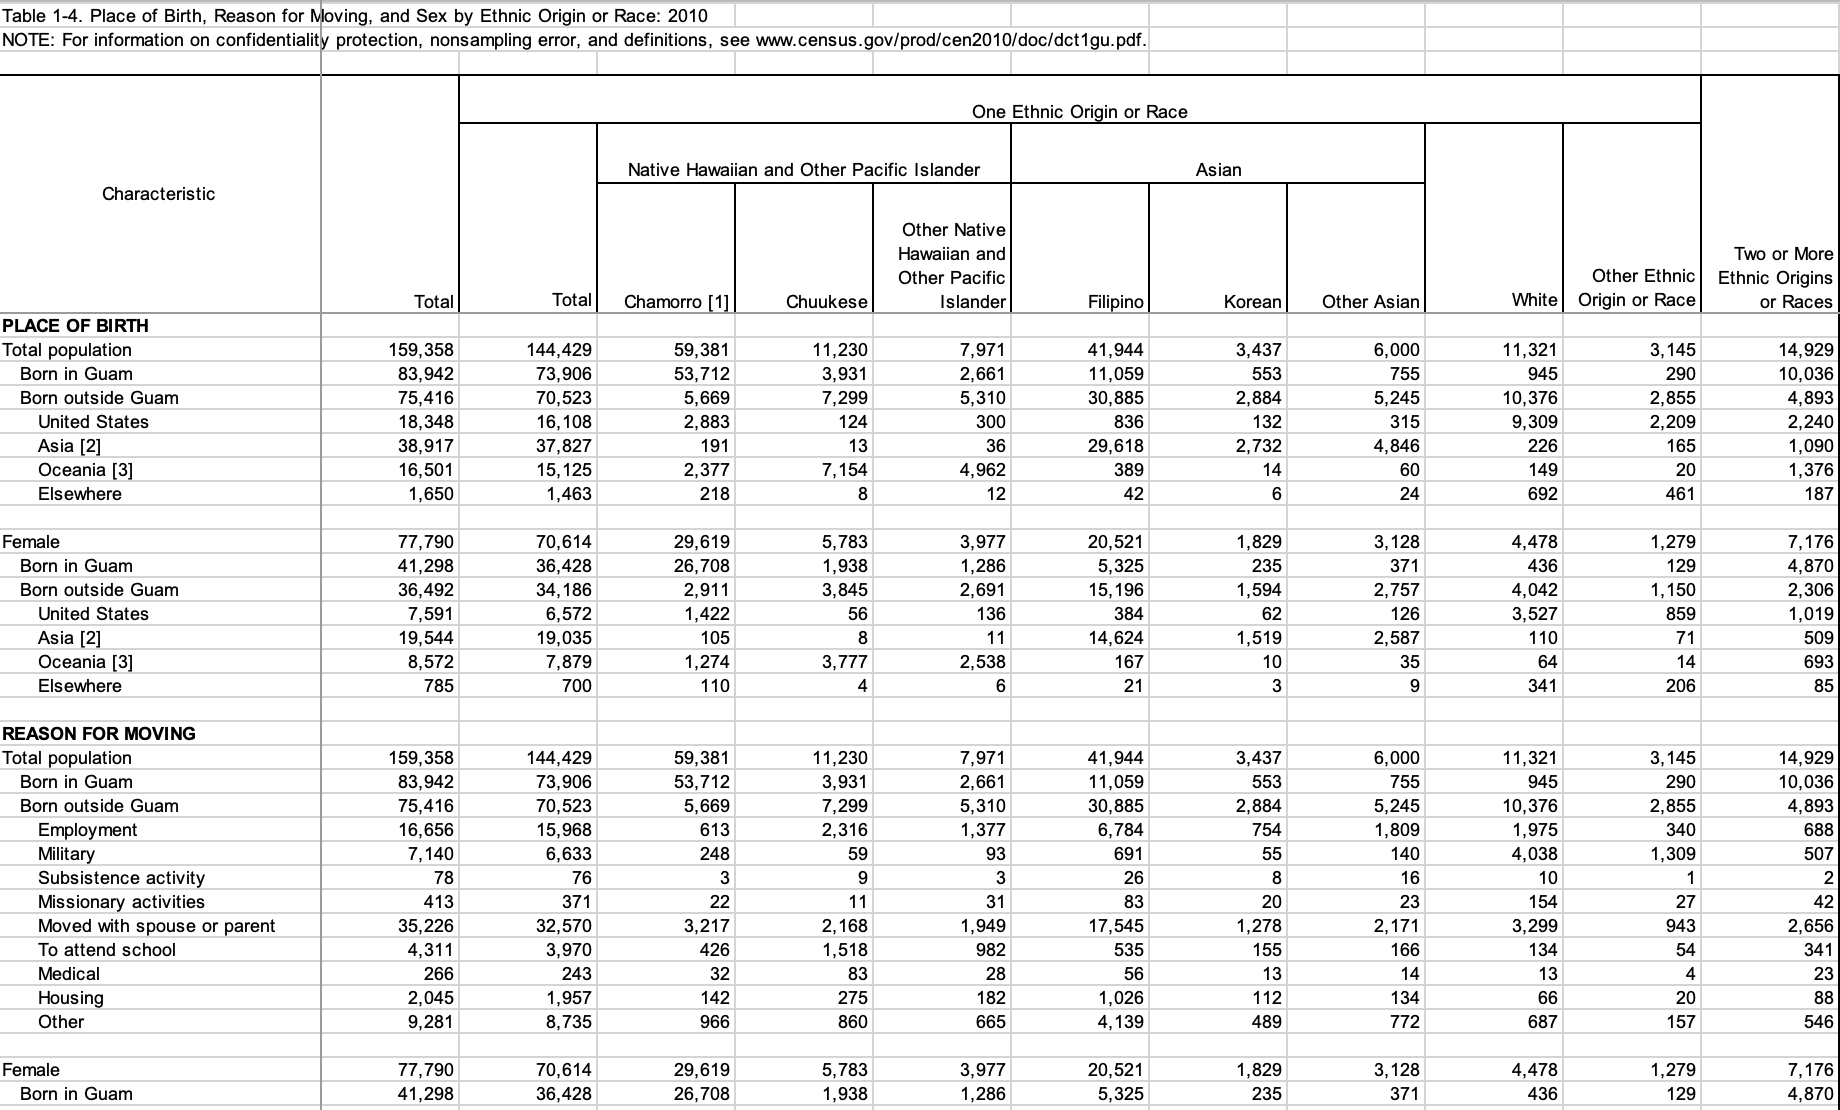 Table 1-4. Place of Birth, Reason for Moving, and Sex by Ethnic Origin or Race: 2010
NOTE: For information on confidentiality protection, nonsampling error, and definitions, see www.census.gov/prod/cen2010/doc/dct1gu.pdf.
One Ethnic Origin or Race
Native Hawaiian and Other Pacific Islander Asian
Characteristic
Other Native
Hawaiian and Two or More
Other Pacific Other Ethnic Ethnic Origins
Total Total Chamorro [1] Chuukese Islander Filipino Korean Other Asian White Origin or Race or Races
PLACE OF BIRTH
Total population 159,358 144,429 59,381 11,230 7,971 41,944 3,437 6,000 11,321 3,145 14,929
Born in Guam 83,942 73,906 53,712 3,931 2,661 11,059 553 755 945 290 10,036
Born outside Guam 75,416 70,523 5,669 7,299 5,310 30,885 2,884 5,245 10,376 2,855 4,893
United States 18,348 16,108 2,883 124 300 836 132 315 9,309 2,209 2,240
Asia [2] 38,917 37,827 191 13 36 29,618 2,732 4,846 226 165 1,090
Oceania [3] 16,501 15,125 2,377 7,154 4,962 389 14 60 149 20 1,376
Elsewhere 1,650 1,463 218 8 12 42 6 24 692 461 187
Female 77,790 70,614 29,619 5,783 3,977 20,521 1,829 3,128 4,478 1,279 7,176
Born in Guam 41,298 36,428 26,708 1,938 1,286 5,325 235 371 436 129 4,870
Born outside Guam 36,492 34,186 2,911 3,845 2,691 15,196 1,594 2,757 4,042 1,150 2,306
United States 7,591 6,572 1,422 56 136 384 62 126 3,527 859 1,019
Asia [2] 19,544 19,035 105 8 11 14,624 1,519 2,587 110 71 509
Oceania [3] 8,572 7,879 1,274 3,777 2,538 167 10 35 64 14 693
Elsewhere 785 700 110 4 6 21 3 9 341 206 85
REASON FOR MOVING
Total population 159,358 144,429 59,381 11,230 7,971 41,944 3,437 6,000 11,321 3,145 14,929
Born in Guam 83,942 73,906 53,712 3,931 2,661 11,059 553 755 945 290 10,036
Born outside Guam 75,416 70,523 5,669 7,299 5,310 30,885 2,884 5,245 10,376 2,855 4,893
Employment 16,656 15,968 613 2,316 1,377 6,784 754 1,809 1,975 340 688
Military 7,140 6,633 248 59 93 691 55 140 4,038 1,309 507
Subsistence activity 78 76 3 9 3 26 8 16 10 1 2
Missionary activities 413 371 22 11 31 83 20 23 154 27 42
Moved with spouse or parent 35,226 32,570 3,217 2,168 1,949 17,545 1,278 2,171 3,299 943 2,656
To attend school 4,311 3,970 426 1,518 982 535 155 166 134 54 341
Medical 266 243 32 83 28 56 13 14 13 4 23
Housing 2,045 1,957 142 275 182 1,026 112 134 66 20 88
Other 9,281 8,735 966 860 665 4,139 489 772 687 157 546
Female 77,790 70,614 29,619 5,783 3,977 20,521 1,829 3,128 4,478 1,279 7,176
Born in Guam 41,298 36,428 26,708 1,938 1,286 5,325 235 371 436 129 4,870